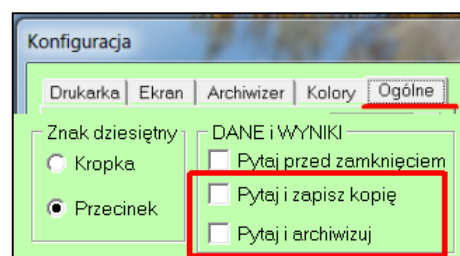 Konfiguracja
Drukarka Ekran Archiwizer Kolory Ogólne
Znak dziesiętny DANE i WYNIKI
Kropka Pytaj przed zamknięciem
Przecinek Pytaj i zapisz kopię
Pytaj i archiwizuj